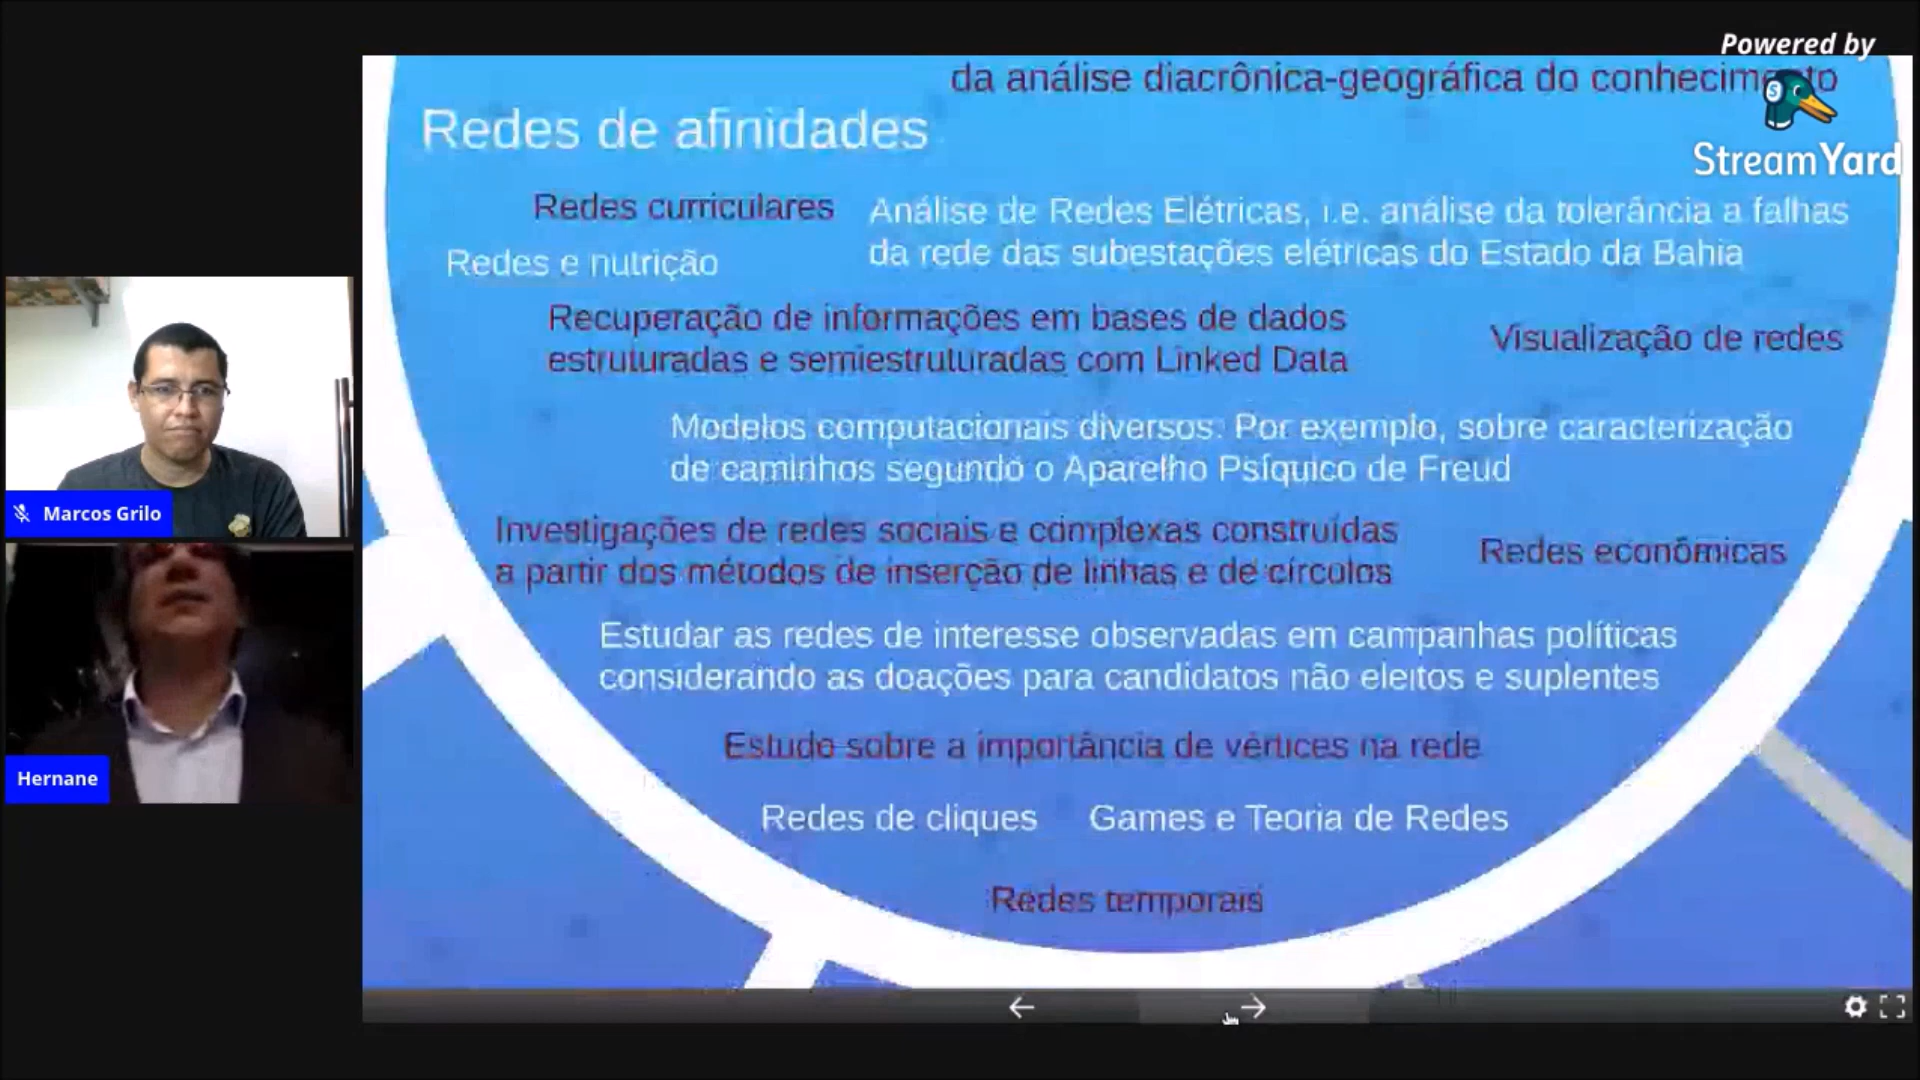 Powered by
StreamYard
da análise diacrônica-geográfica do conhecimento
Redes de afinidades
Redes curriculares
Análise de Redes Elétricas, i.e. análise da tolerância a falhas
da rede das subestações elétricas do Estado da Bahia
Redes e nutrição
Recuperação de informações em bases de dados
estruturadas e semiestruturadas com Linked Data
Visualização de redes
Modelos computacionais diversos. Por exemplo, sobre caracterização
de caminhos segundo o Aparelho Psíquico de Freud
Investigações de redes sociais e complexas construídas
a partir dos métodos de inserção de linhas e de círculos
Redes econômicas
Estudar as redes de interesse observadas em campanhas políticas
considerando as doações para candidatos não eleitos e suplentes
Estudo sobre a importância de vértices na rede
Redes de cliques
Games e Teoria de Redes
Redes temporais
Marcos Grilo
Hernane